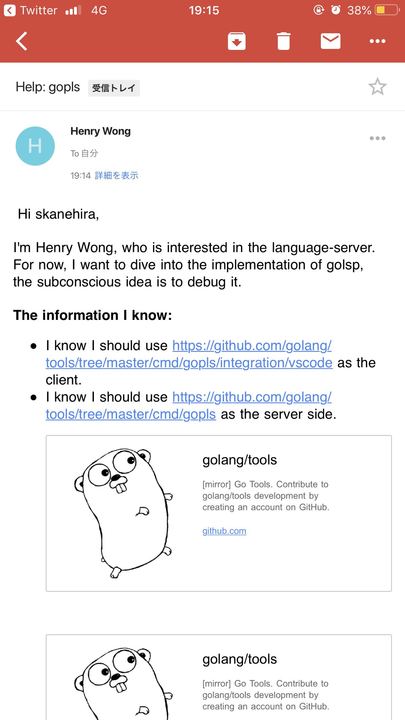 Twitter 4G 19:15 38%
Help: gopls 受信トレイ
H
Henry Wong
To 自分
19:14 詳細を表示
Hi skanehira,
I'm Henry Wong, who is interested in the language-server.
For now, I want to dive into the implementation of golsp,
the subconscious idea is to debug it.
The information I know:
• I know I should use https://github.com/golang/
tools/tree/master/cmd/gopls/integration/vscode as the
client.
• I know I should use https://github.com/golang/
tools/tree/master/cmd/gopls as the server side.
golang/tools
[mirror] Go Tools. Contribute to
golang/tools development by
creating an account on GitHub.
github.com
golang/tools
[mirror] Go Tools. Contribute to
golang/tools development by
creating an account on GitHub.